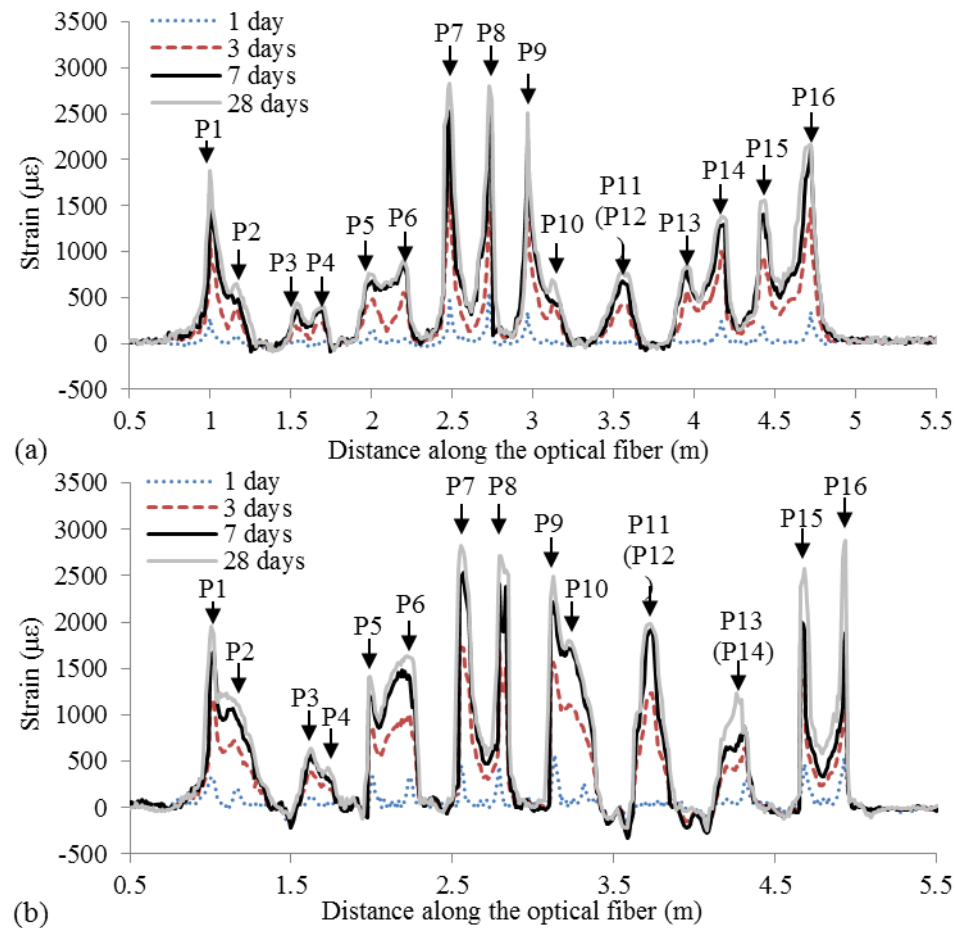 3500
3000
2500
2000
1500
1000
500
0
-500
Strain (με)
1 day
3 days
7 days
28 days
P1
P2
P3
P4
P5
P6
P7
P8
P9
P10
P11
(P12
)
P13
P14
P15
P16
0.5 1 1.5 2 2.5 3 3.5 4 4.5 5 5.5
(a) Distance along the optical fiber (m)
3500
3000
2500
2000
1500
1000
500
0
-500
Strain (με)
1 day
3 days
7 days
28 days
P1
P2
P3
P4
P5
P6
P7
P8
P9
P10
P11
(P12
)
P13
(P14)
P15
P16
0.5 1.5 2.5 3.5 4.5 5.5
(b) Distance along the optical fiber (m)